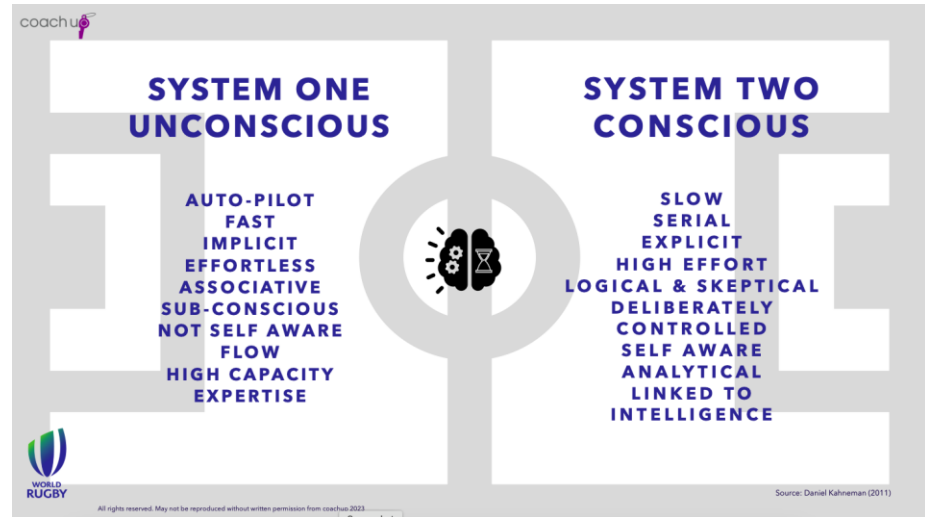 coachup
SYSTEM ONE
UNCONSCIOUS
AUTO-PILOT
FAST
IMPLICIT
EFFORTLESS
ASSOCIATIVE
SUB-CONSCIOUS
NOT SELF AWARE
FLOW
HIGH CAPACITY
EXPERTISE
SYSTEM TWO
CONSCIOUS
SLOW
SERIAL
EXPLICIT
HIGH EFFORT
LOGICAL & SKEPTICAL
DELIBERATELY
CONTROLLED
SELF AWARE
ANALYTICAL
LINKED TO
INTELLIGENCE
WORLD
RUGBY
Source: Daniel Kahneman (2011)
All rights reserved. May not be reproduced without written permission from coachup 2023